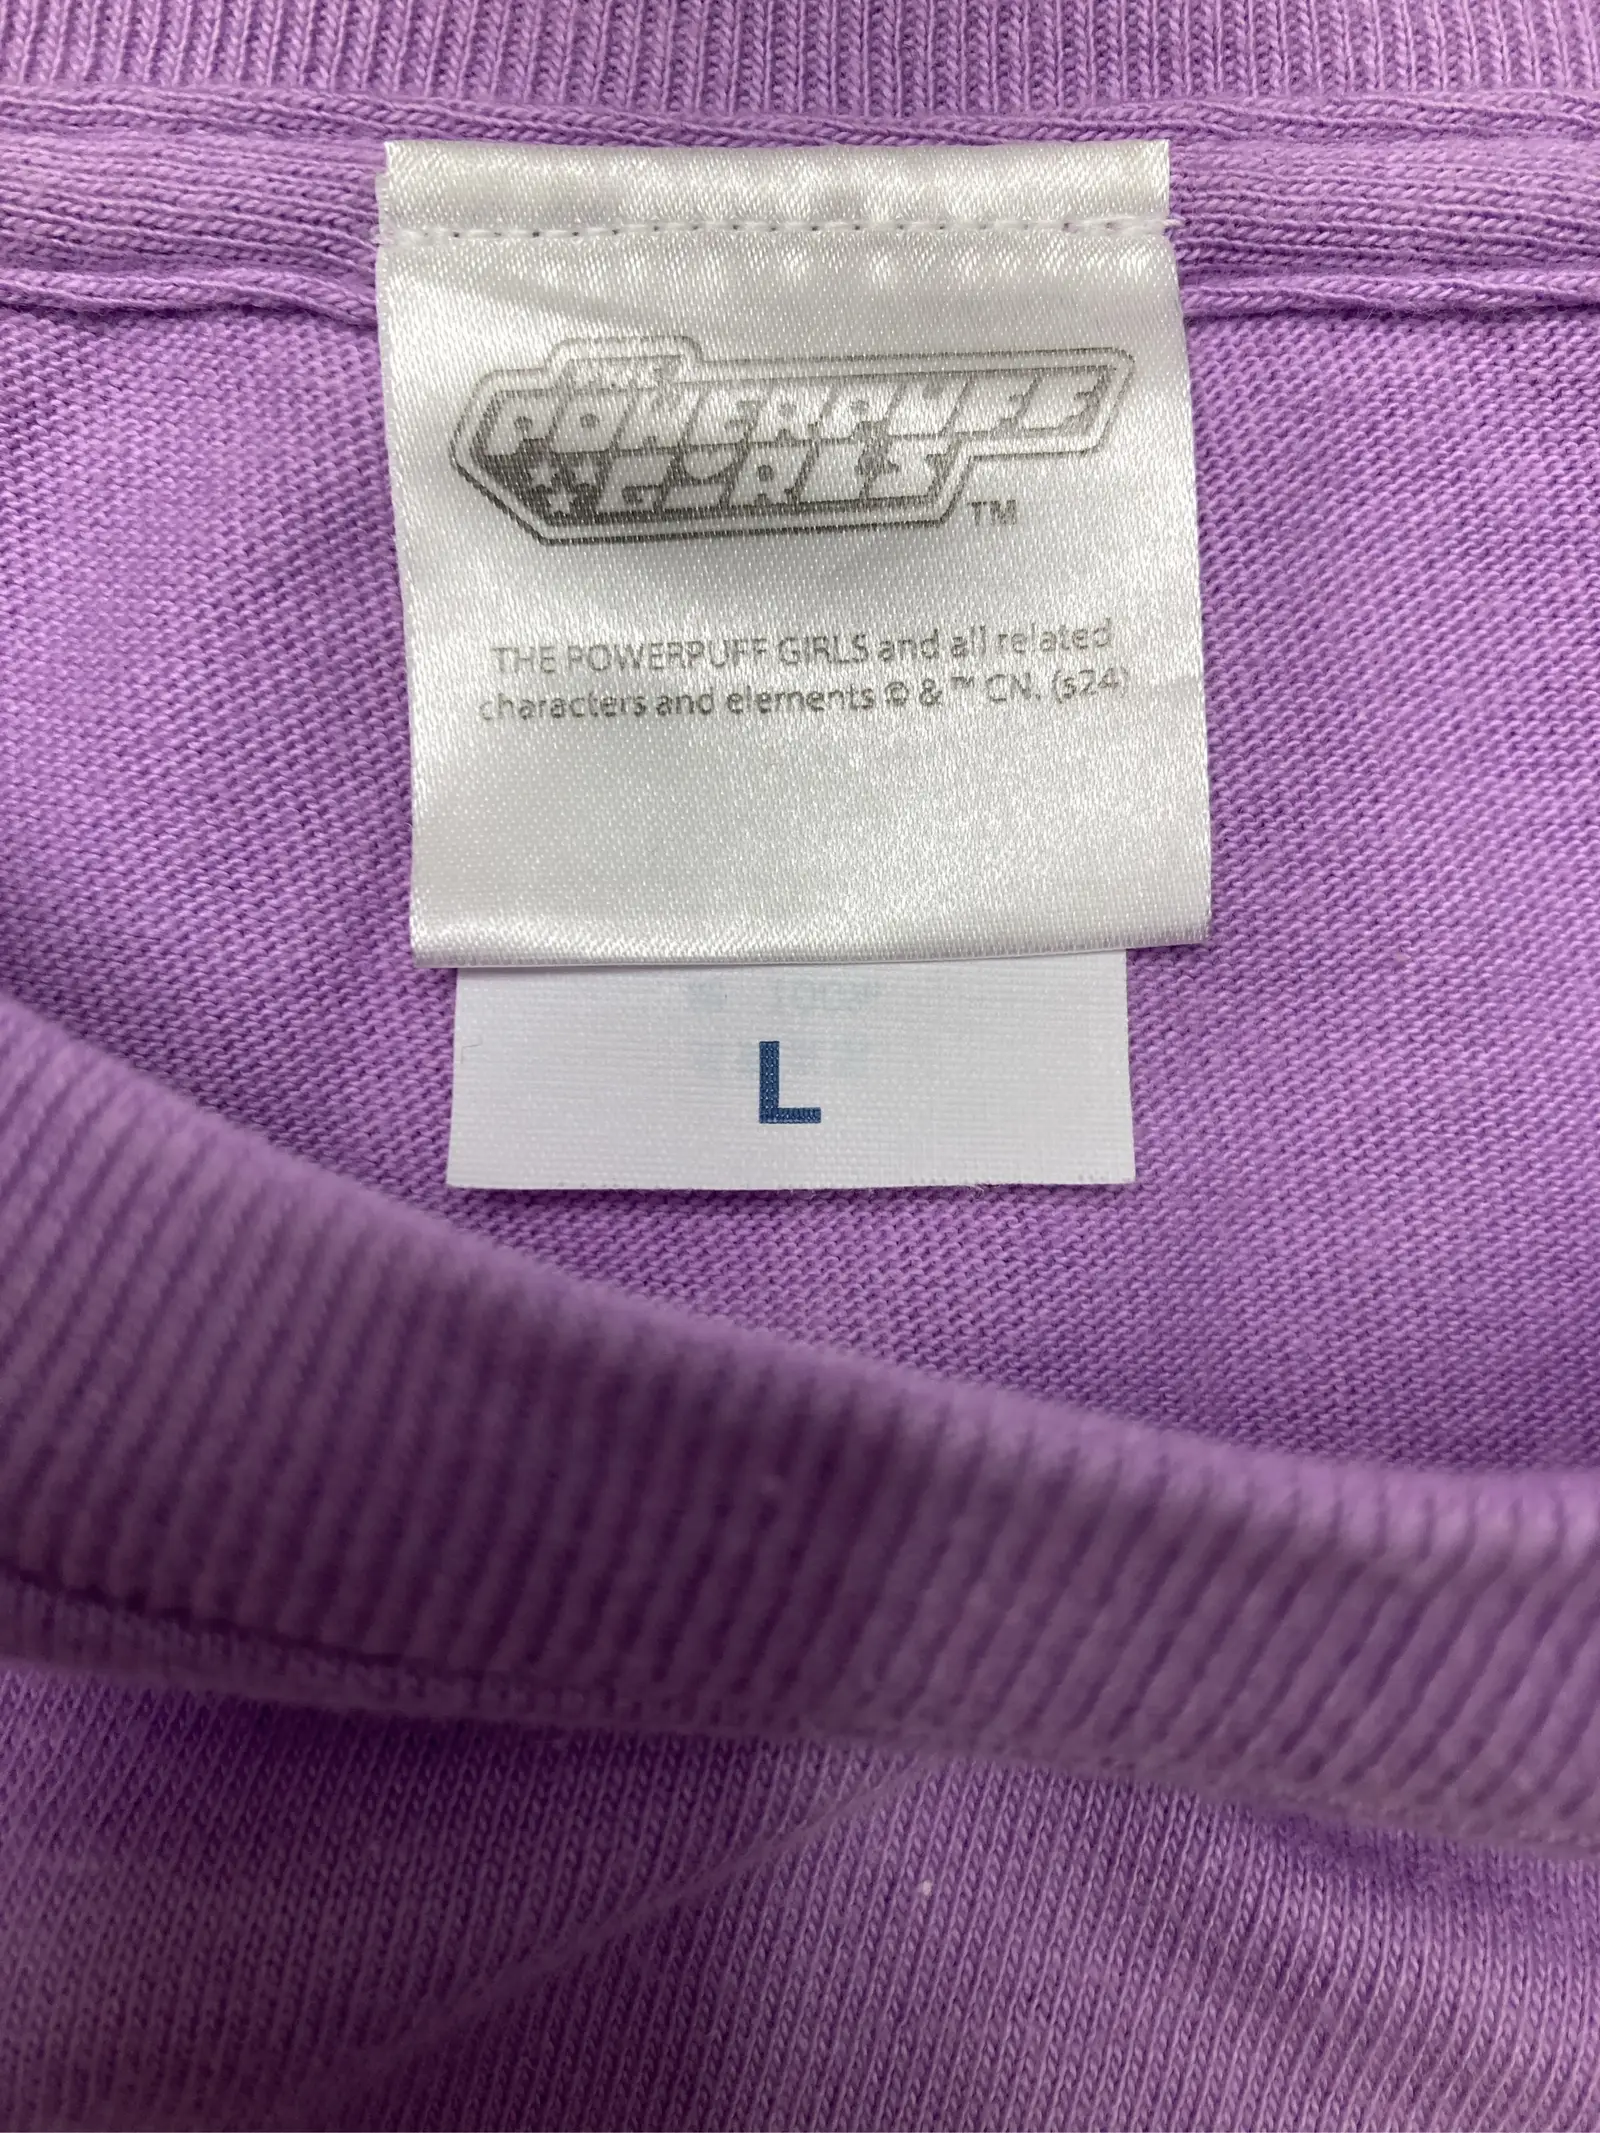 THE
POWERPUFF
GIRLS
TM
THE POWERPUFF GIRLS and all related
characters and elements © & ™ CN. (s24)
L